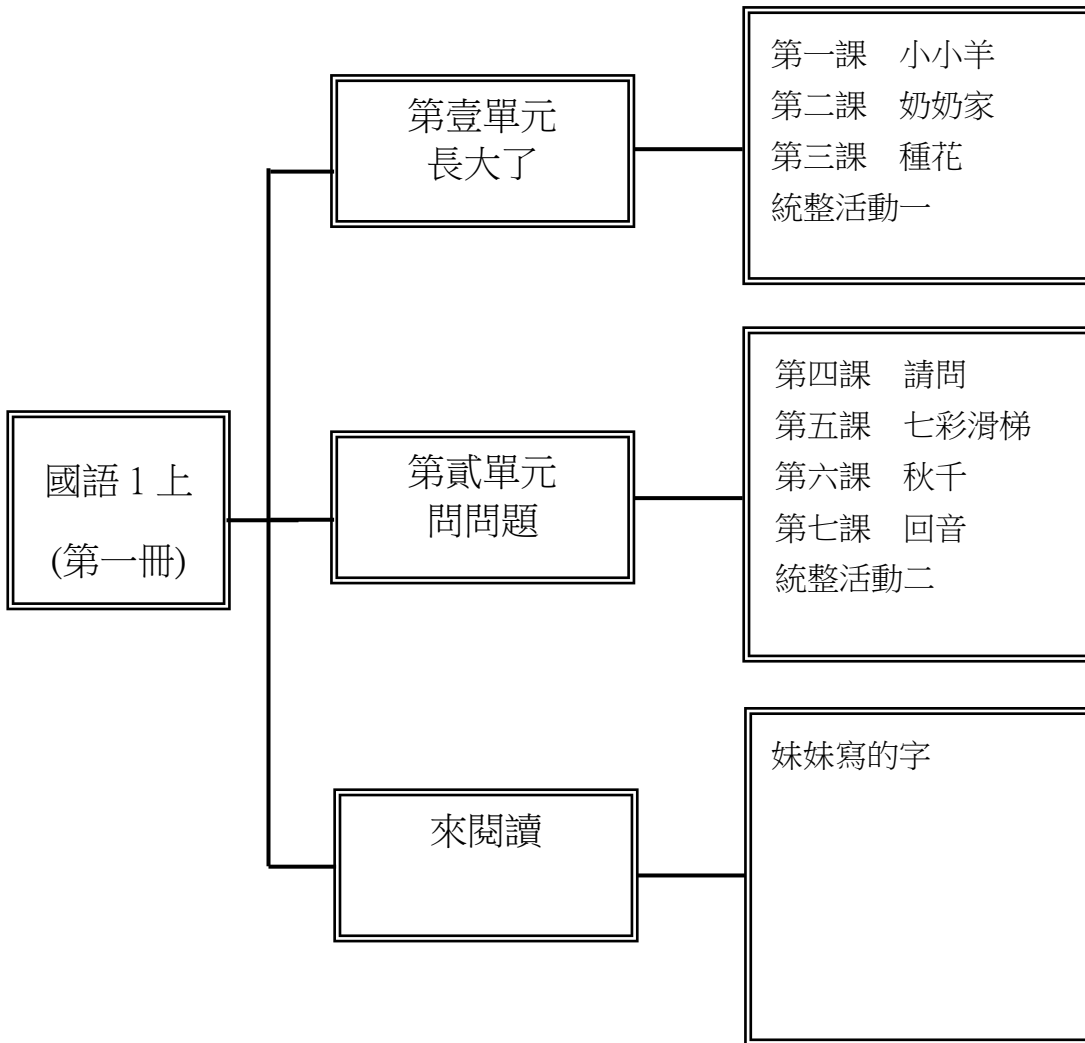 國語 1 上
(第一冊)
第壹單元
長大了
第一課　小小羊
第二課　奶奶家
第三課　種花
統整活動一
第貳單元
問問題
第四課　請問
第五課　七彩滑梯
第六課　秋千
第七課　回音
統整活動二
來閱讀
妹妹寫的字